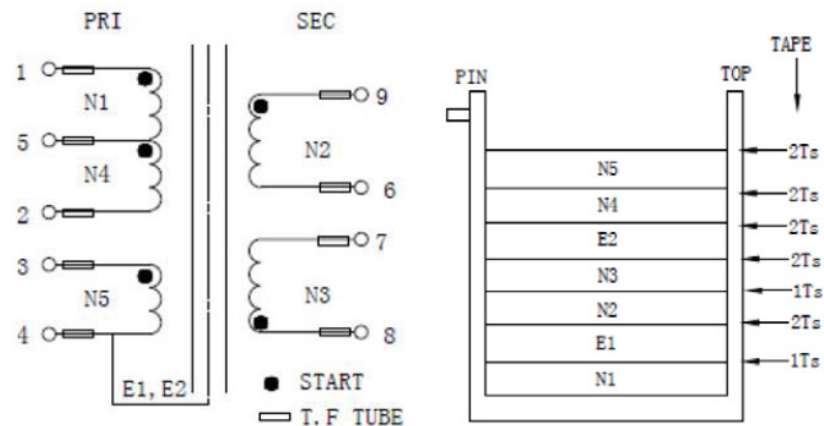 PRI
SEC
1
N1
5
N4
2
3
N5
4
E1, E2
9
N2
6
7
N3
8
START
T.F TUBE
TAPE
PIN
TOP
2Ts
N5
2Ts
N4
2Ts
E2
2Ts
N3
1Ts
N2
2Ts
E1
1Ts
N1